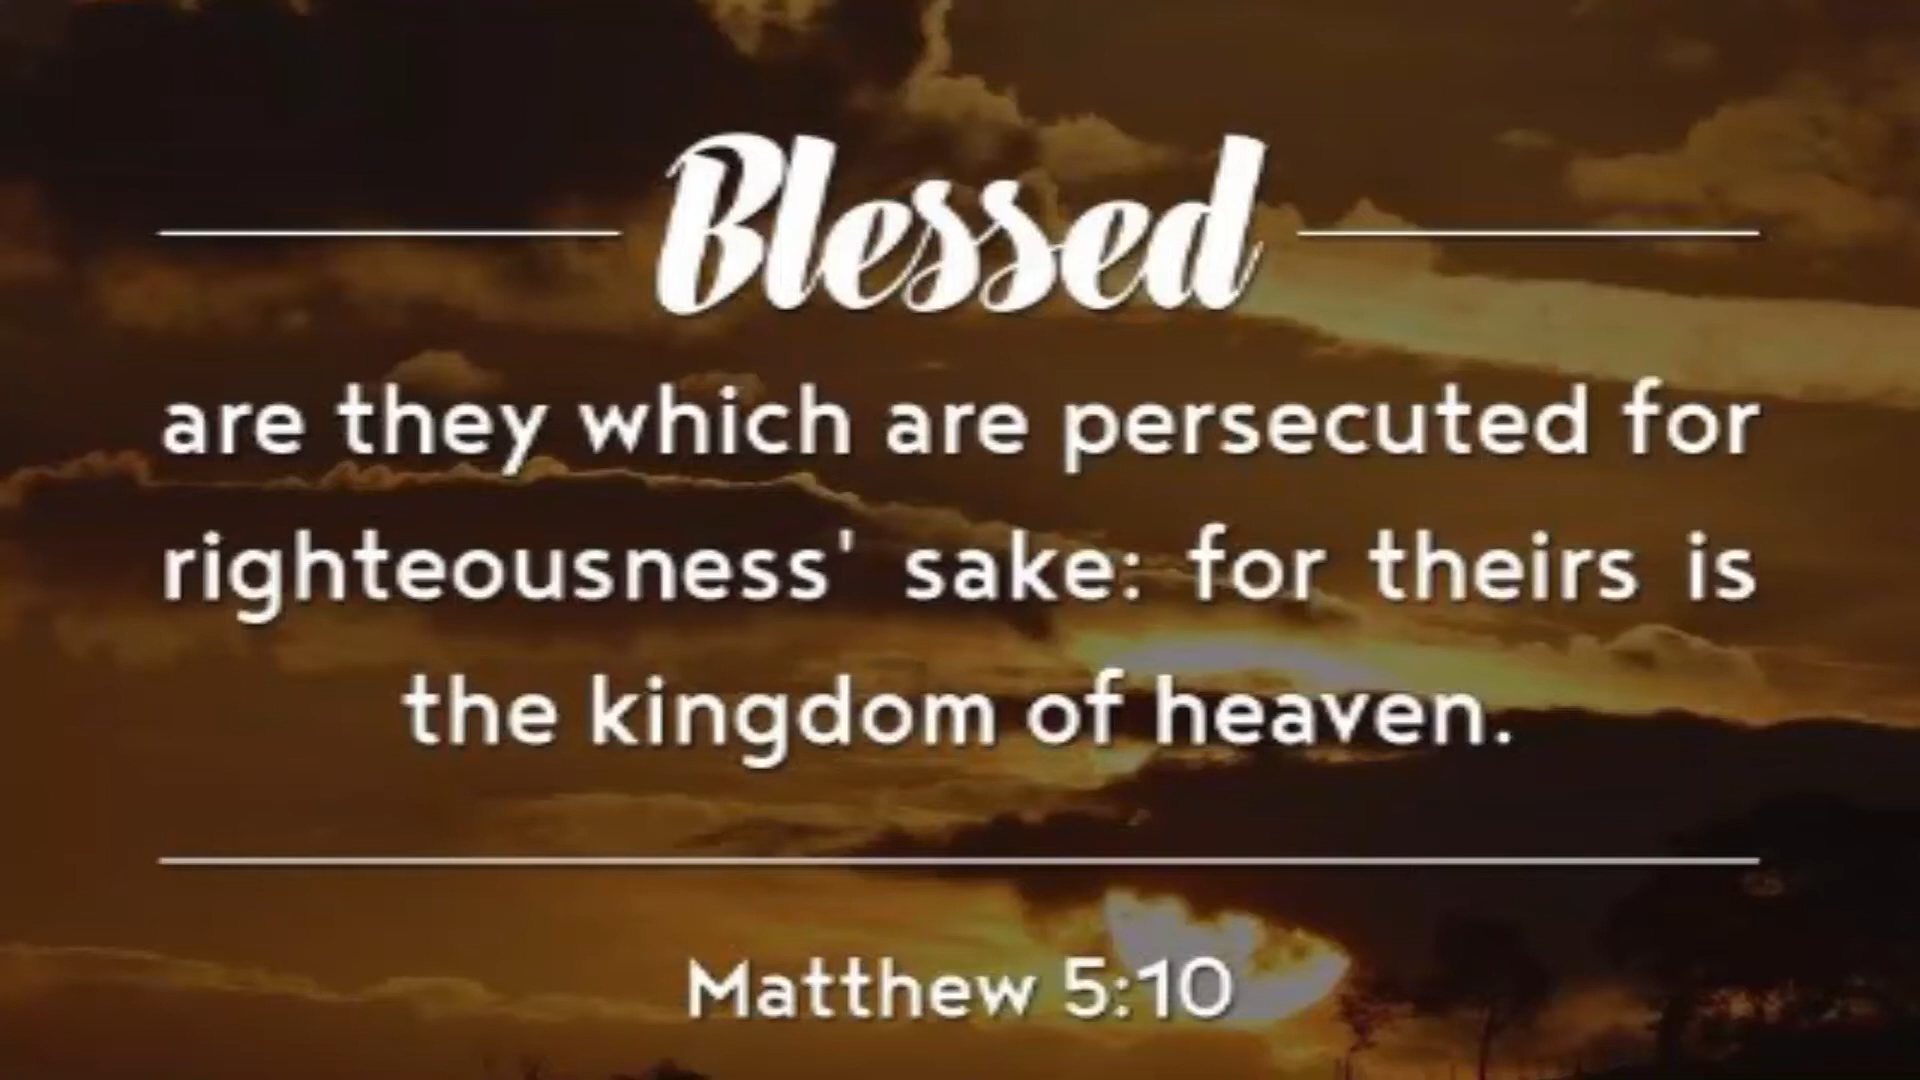 Blessed
are they which are persecuted for
righteousness' sake: for theirs is
the kingdom of heaven.
Matthew 5:10